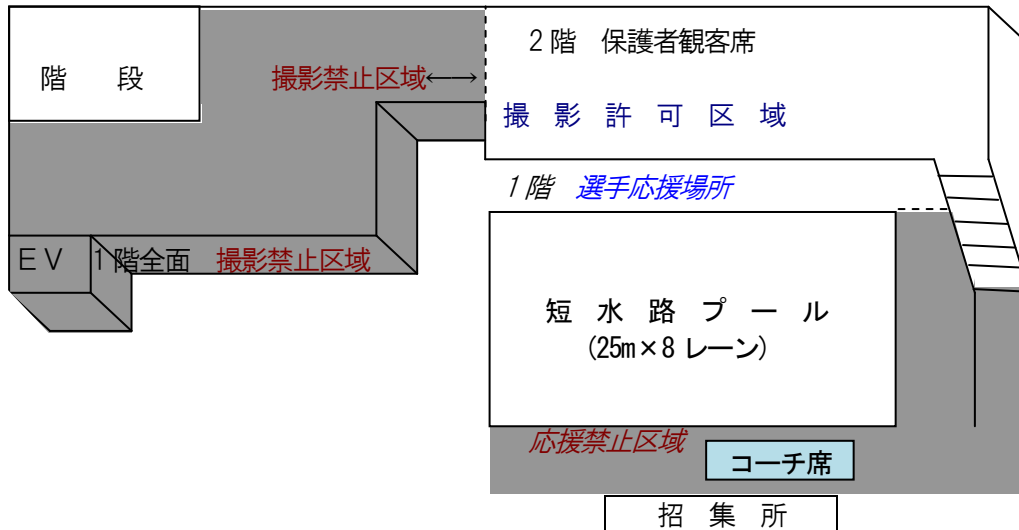 2階 保護者観客席
階 段
撮影禁止区域←→
撮 影 許 可 区 域
1階 選手応援場所
EV 1階全面 撮影禁止区域
短 水 路 プ ー ル
(25m×8 レーン)
応援禁止区域
コーチ席
招 集 所